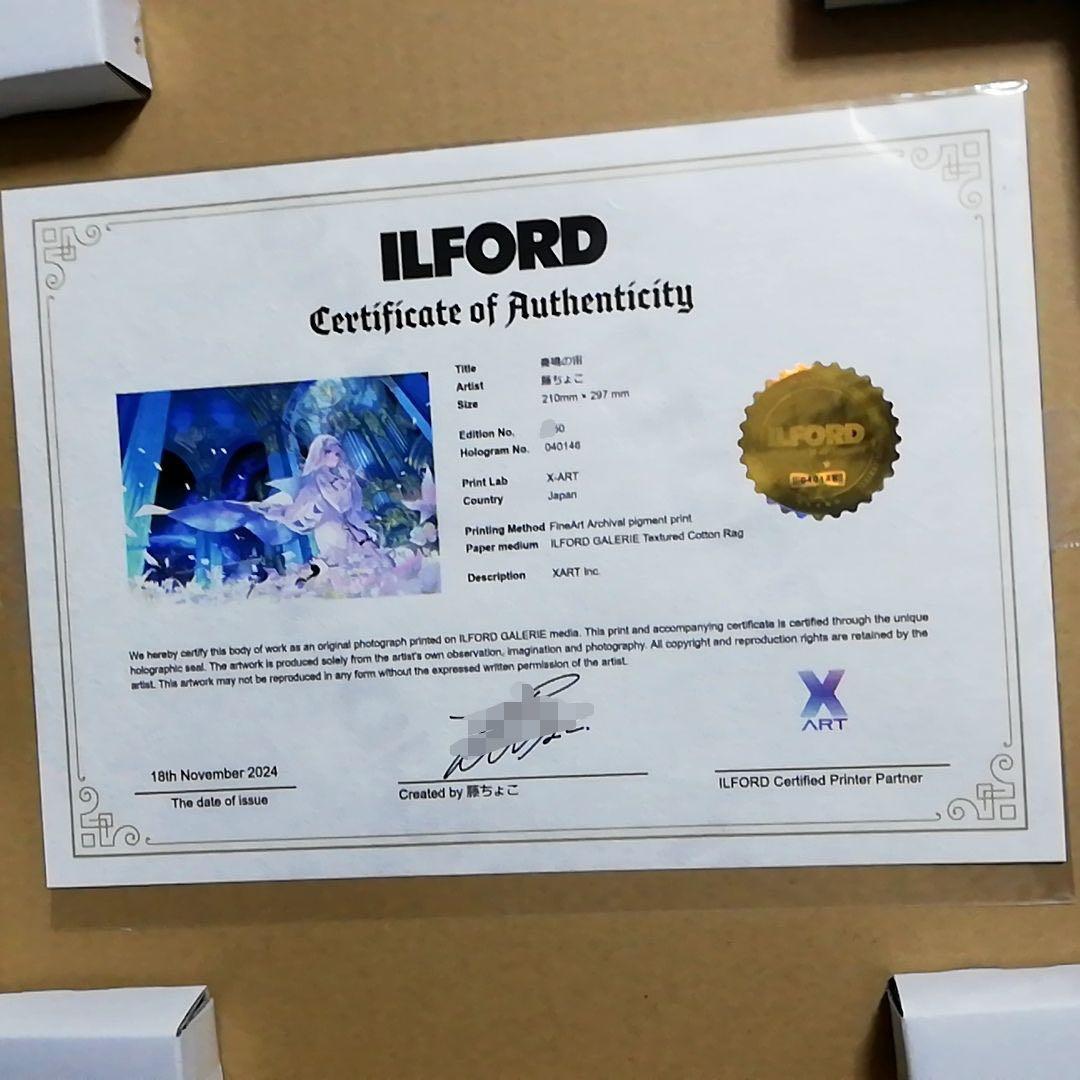 ILFORD
Certificate of Authenticity
Title の宙
Artist 藤ちょこ
Size 210mm × 297 mm
Edition No. 50
Hologram No. 040146
Print Lab X-ART
Country Japan
Printing Method FineArt Archival pigment print
Paper medium ILFORD GALERIE Textured Cotton Rag
Description XART Inc.
ILFORD
We hereby certify this body of work as an original photograph printed on ILFORD GALERIE media. This print and accompanying certificate is certified through the unique
holographic seal. The artwork is produced solely from the artist's own observation, imagination and photography. All copyright and reproduction rights are retained by the
artist. This artwork may not be reproduced in any form without the expressed written permission of the artist.
X
ART
18th November 2024
The date of issue
Created by 藤ちょこ
ILFORD Certified Printer Partner